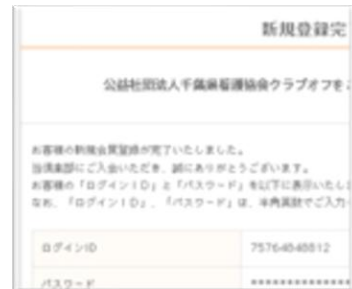 新規登録完
公益社団法人千葉県看護協会クラブオフをご
お客様の新規会員登録が完了いたしました。
当倶楽部にご入会いただき、誠にありがとうございます。
お客様の「ログインID」と「パスワード」を以下に表示いたし
なお、「ログインID」、「パスワード」は、半角英数でご入力
ログインID
75764848812
パスワード
**************